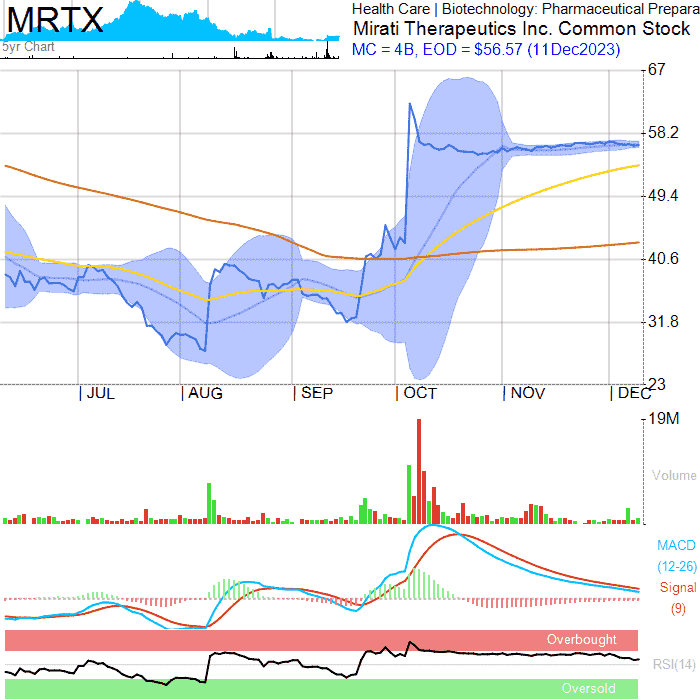 MRTX
5yr Chart
Health Care | Biotechnology: Pharmaceutical Prepara
Mirati Therapeutics Inc. Common Stock
MC = 4B, EOD = $56.57 (11Dec2023)
67
58.2
49.4
40.6
31.8
23
| JUL
| AUG
| SEP
| OCT
| NOV
| DEC
19M
Volume
MACD
(12-26)
Signal
(9)
Overbought
RSI(14)
Oversold